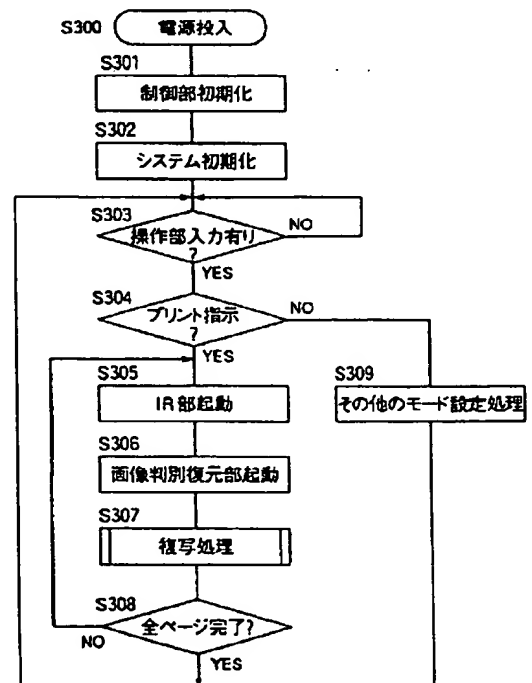 S300
電源投入
S301
制御部初期化
S302
システム初期化
S303
操作部入力有り
?
NO
YES
S304
プリント指示
?
NO
YES
S305
IR部起動
S309
その他のモード設定処理
S306
画像判別復元部起動
S307
複写処理
S308
全ページ完了?
NO
YES